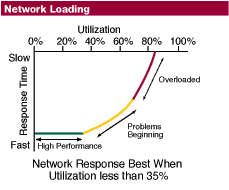 Network Loading
Utilization
0% 20% 40% 60% 80% 100%
Slow
Response Time
Overloaded
Problems
Beginning
High Performance
Fast
Network Response Best When
Utilization less than 35%